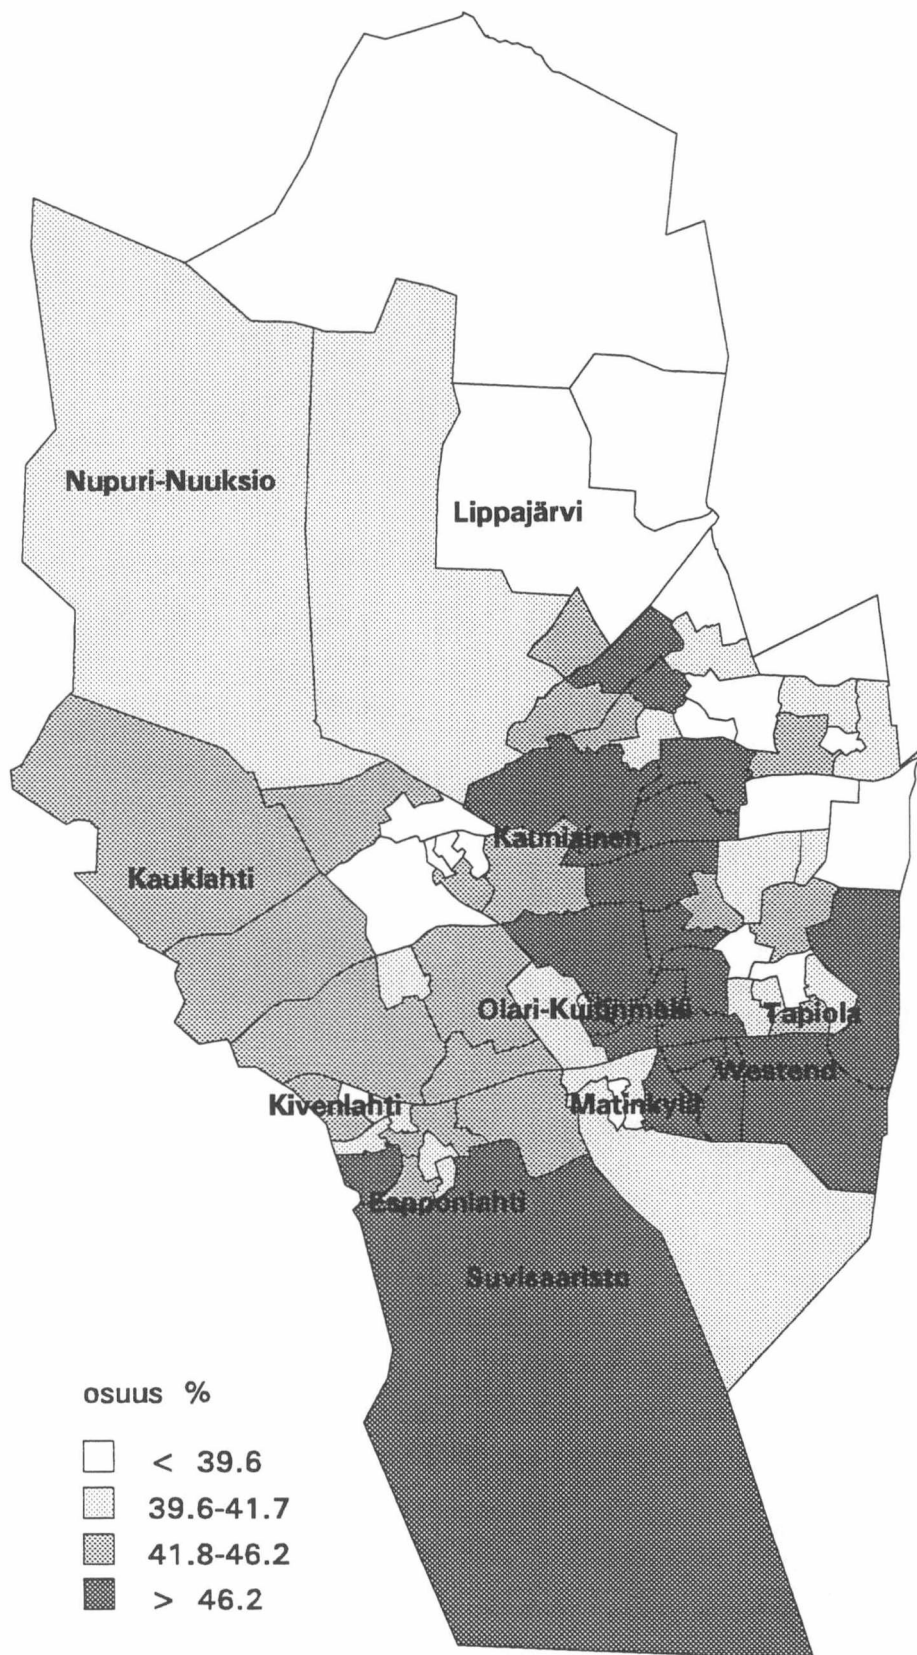 Nupuri-Nuuksio
Lippajärvi
Kauniainen
Kauklahti
Olari-Kuitinmäki
Tapiola
Westend
Kivenlahti
Matinkylä
Espoonlahti
Suvisaaristo
osuus %
< 39.6
39.6-41.7
41.8-46.2
> 46.2